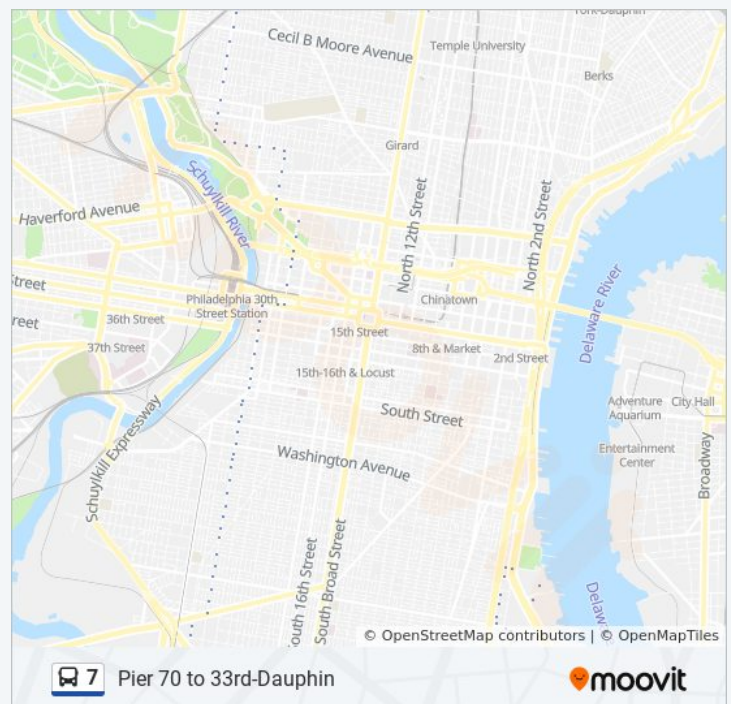 York-Dauphin
Cecil B Moore Avenue
Temple University
Berks
Girard
Schuylkill River
Haverford Avenue
North 12th Street
North 2nd Street
Delaware River
Street
Philadelphia 30th
Street Station
Chinatown
36th Street
15th Street
reet
37th Street
8th & Market
2nd Street
15th-16th & Locust
Adventure
Aquarium
City Hall
South Street
Schuylkill Expressway
Washington Avenue
Entertainment
Center
Broadway
South 16th Street
South Broad Street
Delawa
© OpenStreetMap contributors | © OpenMapTiles
7 Pier 70 to 33rd-Dauphin
moovit